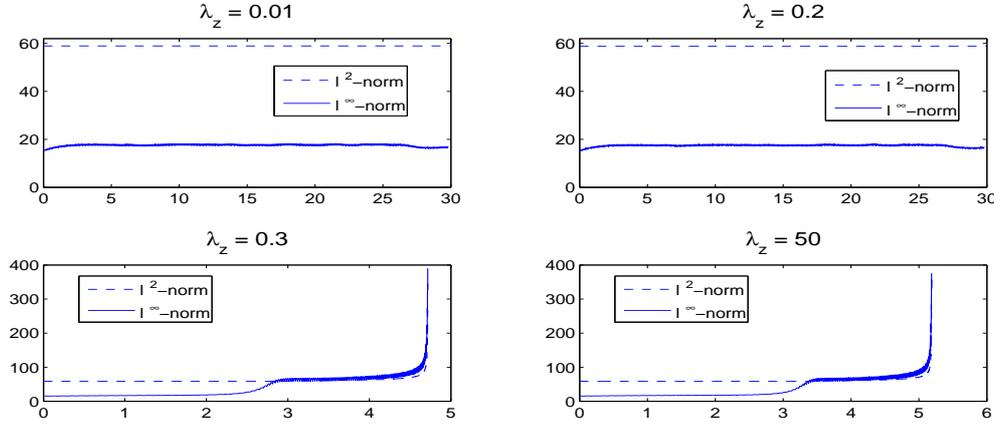 λz = 0.01
60
40
20
0
0 5 10 15 20 25 30
l 2−norm
l ∞−norm
λz = 0.2
60
40
20
0
0 5 10 15 20 25 30
l 2−norm
l ∞−norm
λz = 0.3
400
300
200
100
0
0 1 2 3 4 5
l 2−norm
l ∞−norm
λz = 50
400
300
200
100
0
0 1 2 3 4 5 6
l 2−norm
l ∞−norm